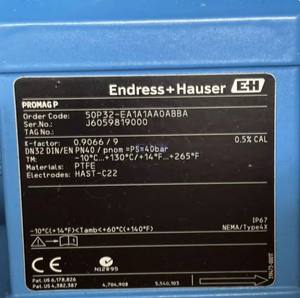 Endress+Hauser EH
PROMAG P
Order Code: 50P32-EA1A1AA0ABBA
Ser.No.: J6059819000
TAG No.:
K-factor: 0.9066 / 9 0.5% CAL
DN32 DIN/EN PN40 / pnom =PS=40bar
TM: -10°C...+130°C/+14°F...+265°F
Materials: PTFE
Electrodes: HAST-C22
-10°C(+14°F)<Tamb<+60°C(+140°F)
IP67
NEMA/Type4X
i
CE
N12895
Pat. US 6,178,826
Pat. US 4,382,387 4,704,908 5,540,103